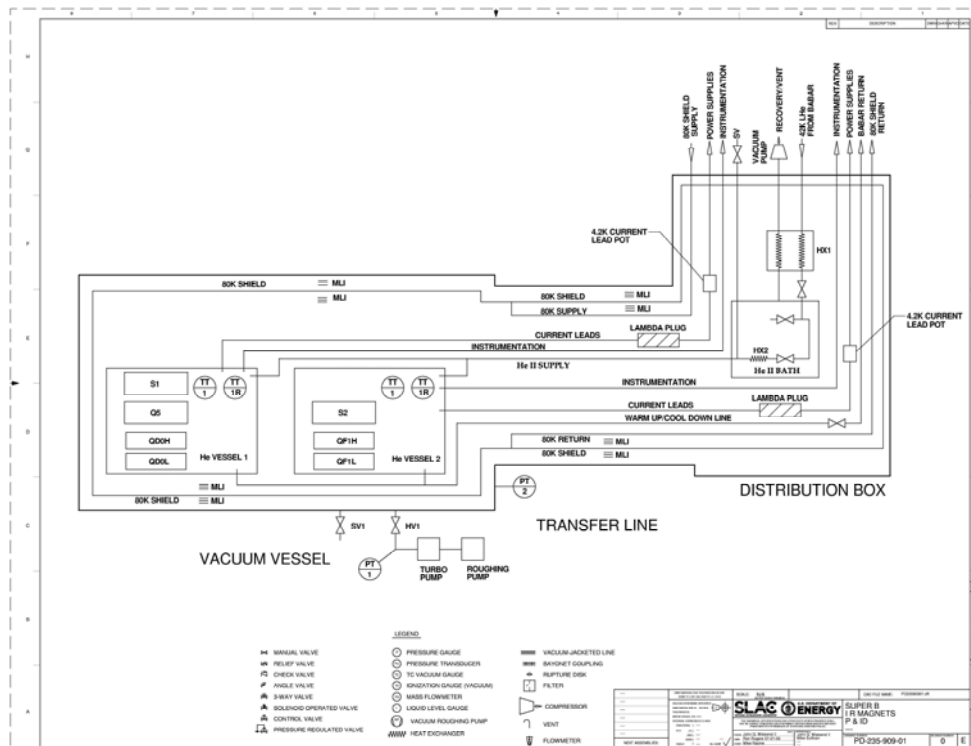 REV
DESCRIPTION
80K SHIELD
SUPPLY
POWER SUPPLIES
INSTRUMENTATION
SV
VACUUM
PUMP
RECOVERY/VENT
42K LHe
FROM BABAR
INSTRUMENTATION
POWER SUPPLIES
BABAR RETURN
80K SHIELD
RETURN
4.2K CURRENT
LEAD POT
HX1
80K SHIELD
MLI
MLI
80K SHIELD
MLI
80K SUPPLY
MLI
4.2K CURRENT
LEAD POT
CURRENT LEADS
LAMBDA PLUG
INSTRUMENTATION
HX2
He II SUPPLY
He II BATH
S1
TT
1
TT
1R
TT
1
TT
1R
INSTRUMENTATION
Q5
S2
CURRENT LEADS
LAMBDA PLUG
WARM UP/COOL DOWN LINE
QD0H
QF1H
80K RETURN
MLI
QD0L
He VESSEL 1
QF1L
He VESSEL 2
80K SHIELD
MLI
MLI
80K SHIELD
MLI
PT
2
DISTRIBUTION BOX
SV1
HV1
TRANSFER LINE
VACUUM VESSEL
PT
1
TURBO
PUMP
ROUGHING
PUMP
LEGEND
MANUAL VALVE
PRESSURE GAUGE
VACUUM-JACKETED LINE
RELIEF VALVE
PRESSURE TRANSDUCER
BAYONET COUPLING
CHECK VALVE
TC VACUUM GAUGE
RUPTURE DISK
ANGLE VALVE
IONIZATION GAUGE (VACUUM)
FILTER
3-WAY VALVE
MASS FLOWMETER
COMPRESSOR
SOLENOID OPERATED VALVE
LIQUID LEVEL GAUGE
CONTROL VALVE
VACUUM ROUGHING PUMP
VENT
PRESSURE REGULATED VALVE
HEAT EXCHANGER
FLOWMETER
SCALE: N/A
SLAC
U.S. DEPARTMENT OF
ENERGY
SUPER B
I R MAGNETS
P & ID
NEXT ASSEMBLIES:
PD-235-909-01
0
E